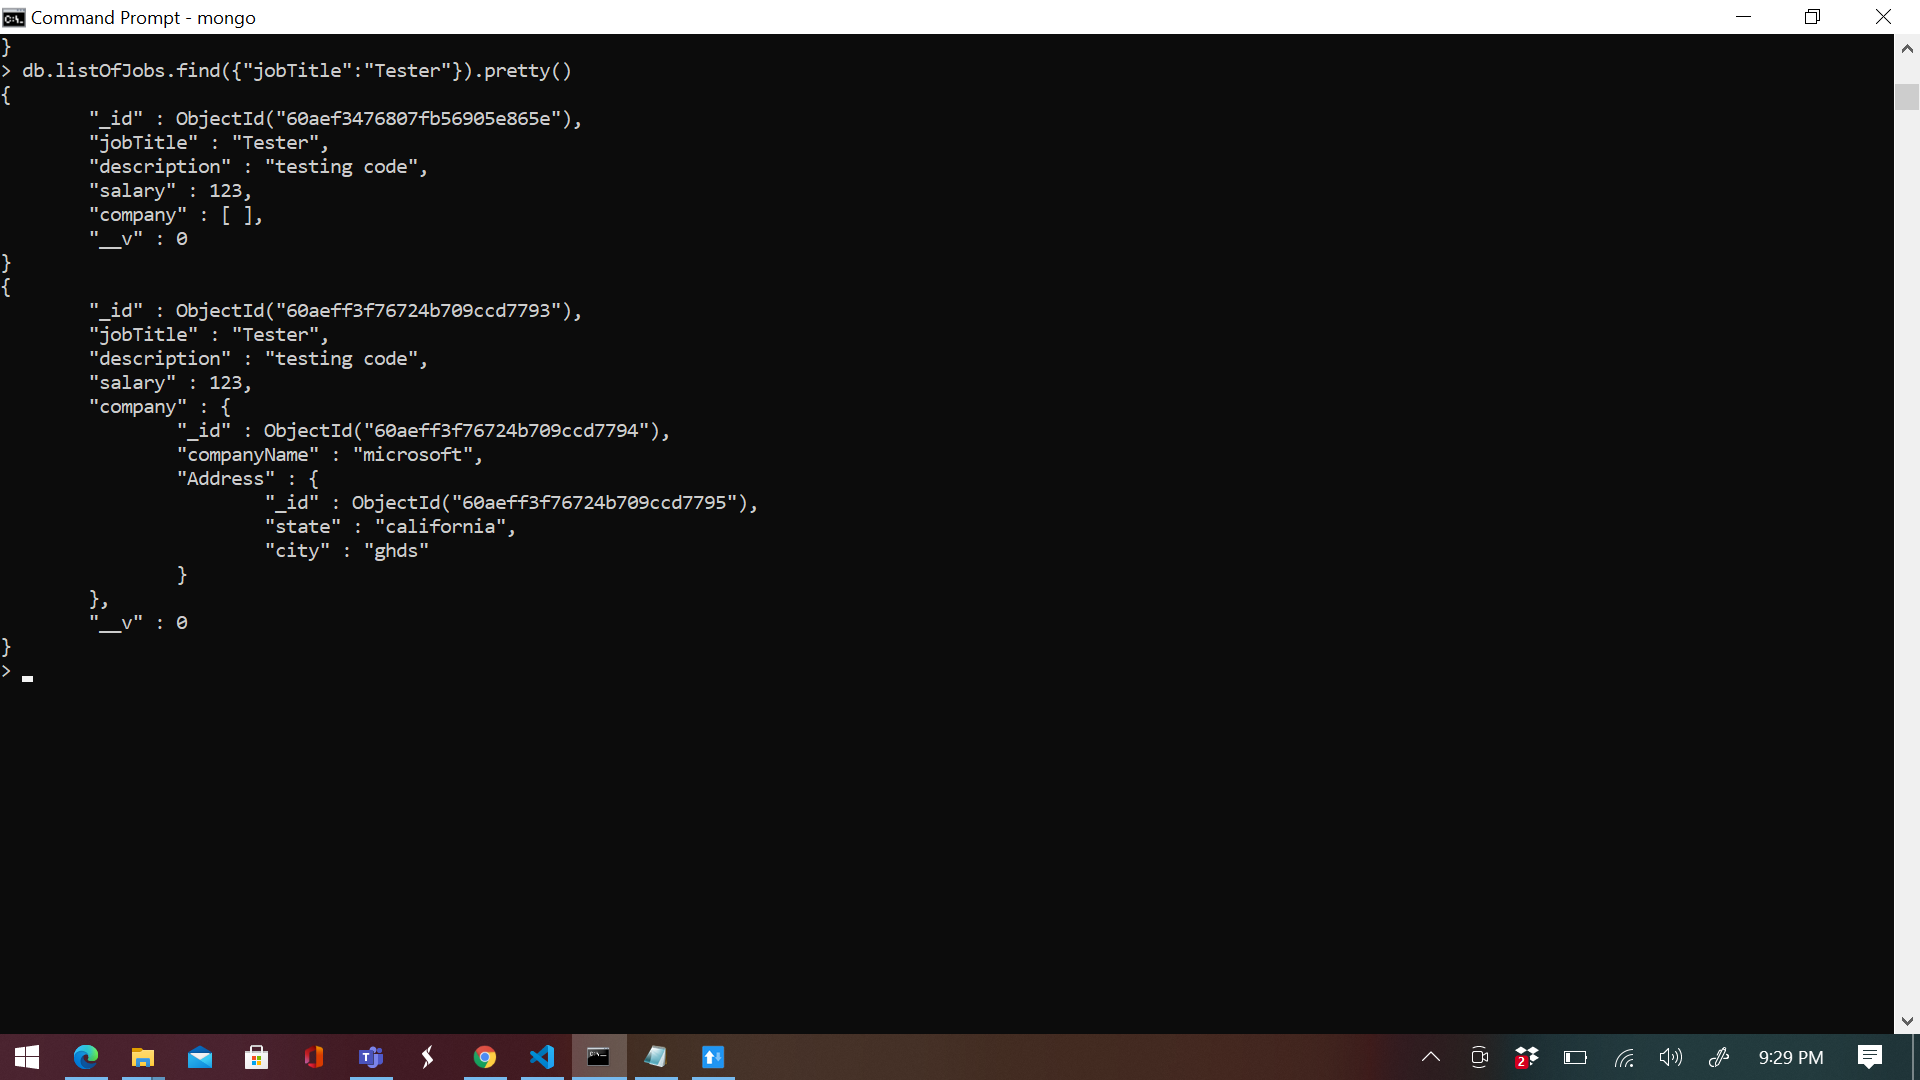 Command Prompt - mongo
}
> db.listOfJobs.find({"jobTitle":"Tester"}).pretty()
{
"_id" : ObjectId("60aef3476807fb56905e865e"),
"jobTitle" : "Tester",
"description" : "testing code",
"salary" : 123,
"company" : [ ],
"__v" : 0
}
{
"_id" : ObjectId("60aeff3f76724b709ccd7793"),
"jobTitle" : "Tester",
"description" : "testing code",
"salary" : 123,
"company" : {
"_id" : ObjectId("60aeff3f76724b709ccd7794"),
"companyName" : "microsoft",
"Address" : {
"_id" : ObjectId("60aeff3f76724b709ccd7795"),
"state" : "california",
"city" : "ghds"
}
},
"__v" : 0
}
>
2
9:29 PM